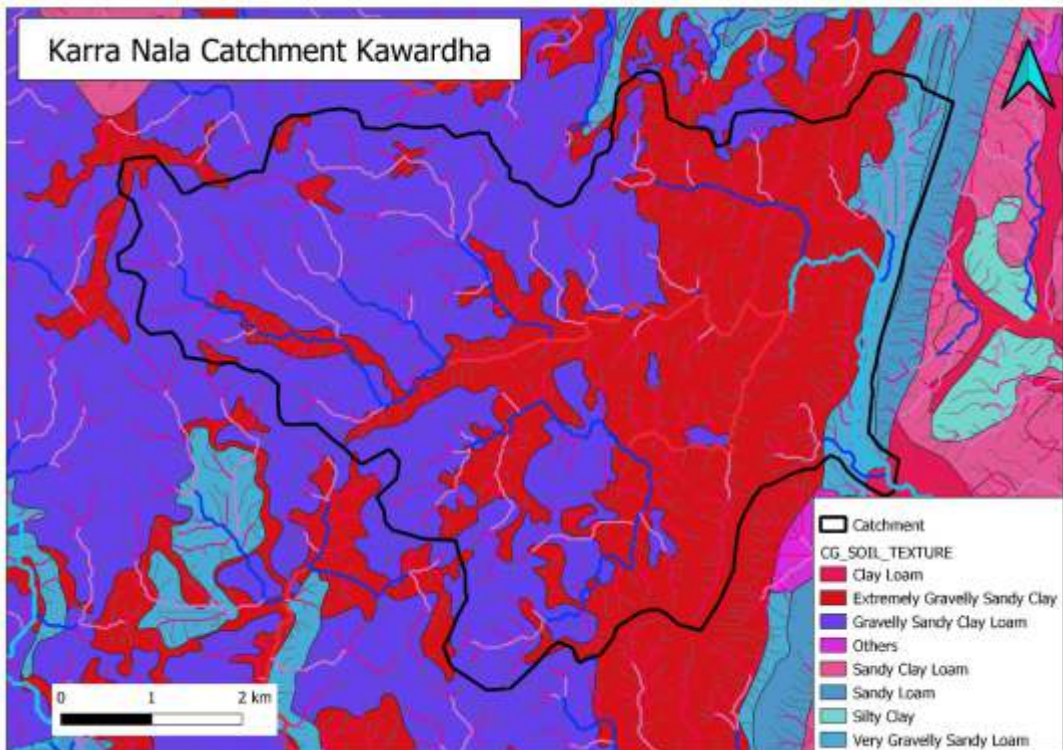 Karra Nala Catchment Kawardha
Catchment
CG_SOIL_TEXTURE
Clay Loam
Extremely Gravelly Sandy Clay
Gravelly Sandy Clay Loam
Others
Sandy Clay Loam
Sandy Loam
Silty Clay
Very Gravelly Sandy Loam
0 1 2 km